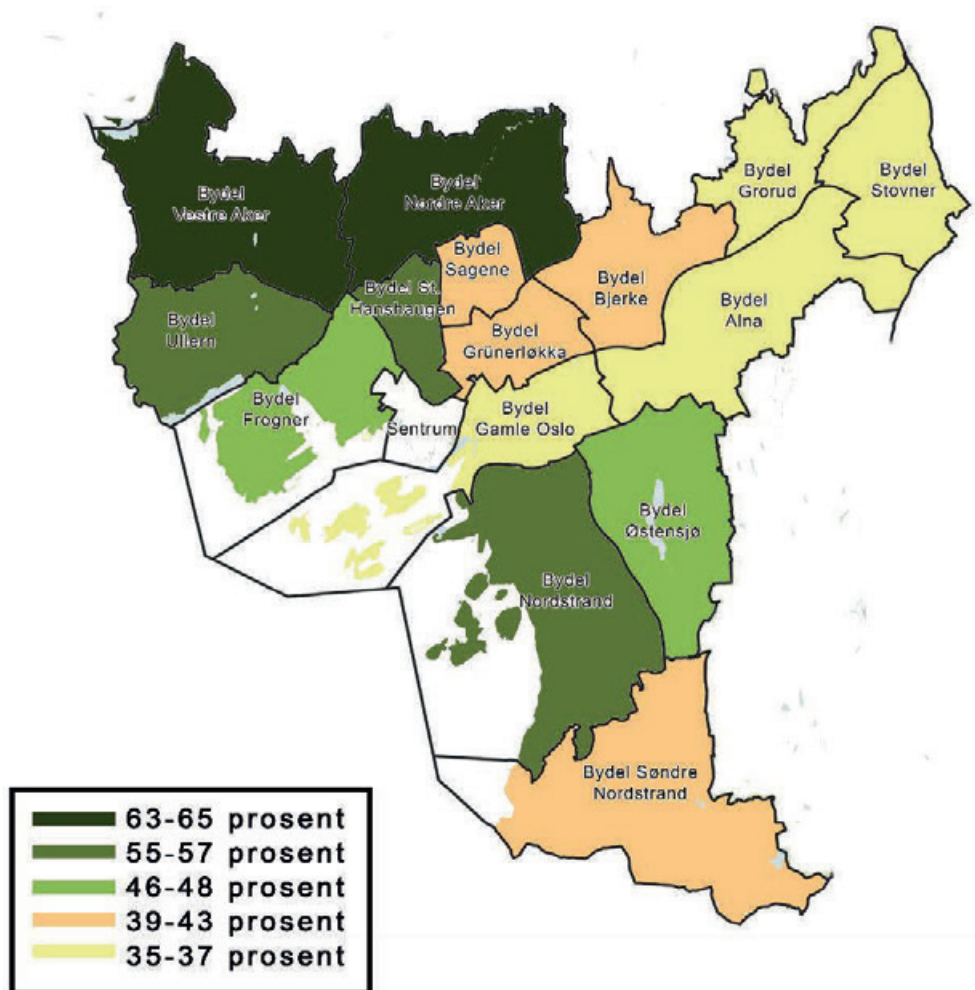 Bydel
Vestre Aker
Bydel
Nordre Aker
Bydel
Grorud
Bydel
Stovner
Bydel
Sagene
Bydel St.
Hanshaugen
Bydel
Bjerke
Bydel
Alna
Bydel
Ullern
Bydel
Grünerløkka
Bydel
Frogner
Sentrum
Bydel
Gamle Oslo
Bydel
Østensjø
Bydel
Nordstrand
Bydel Søndre
Nordstrand
63-65 prosent
55-57 prosent
46-48 prosent
39-43 prosent
35-37 prosent